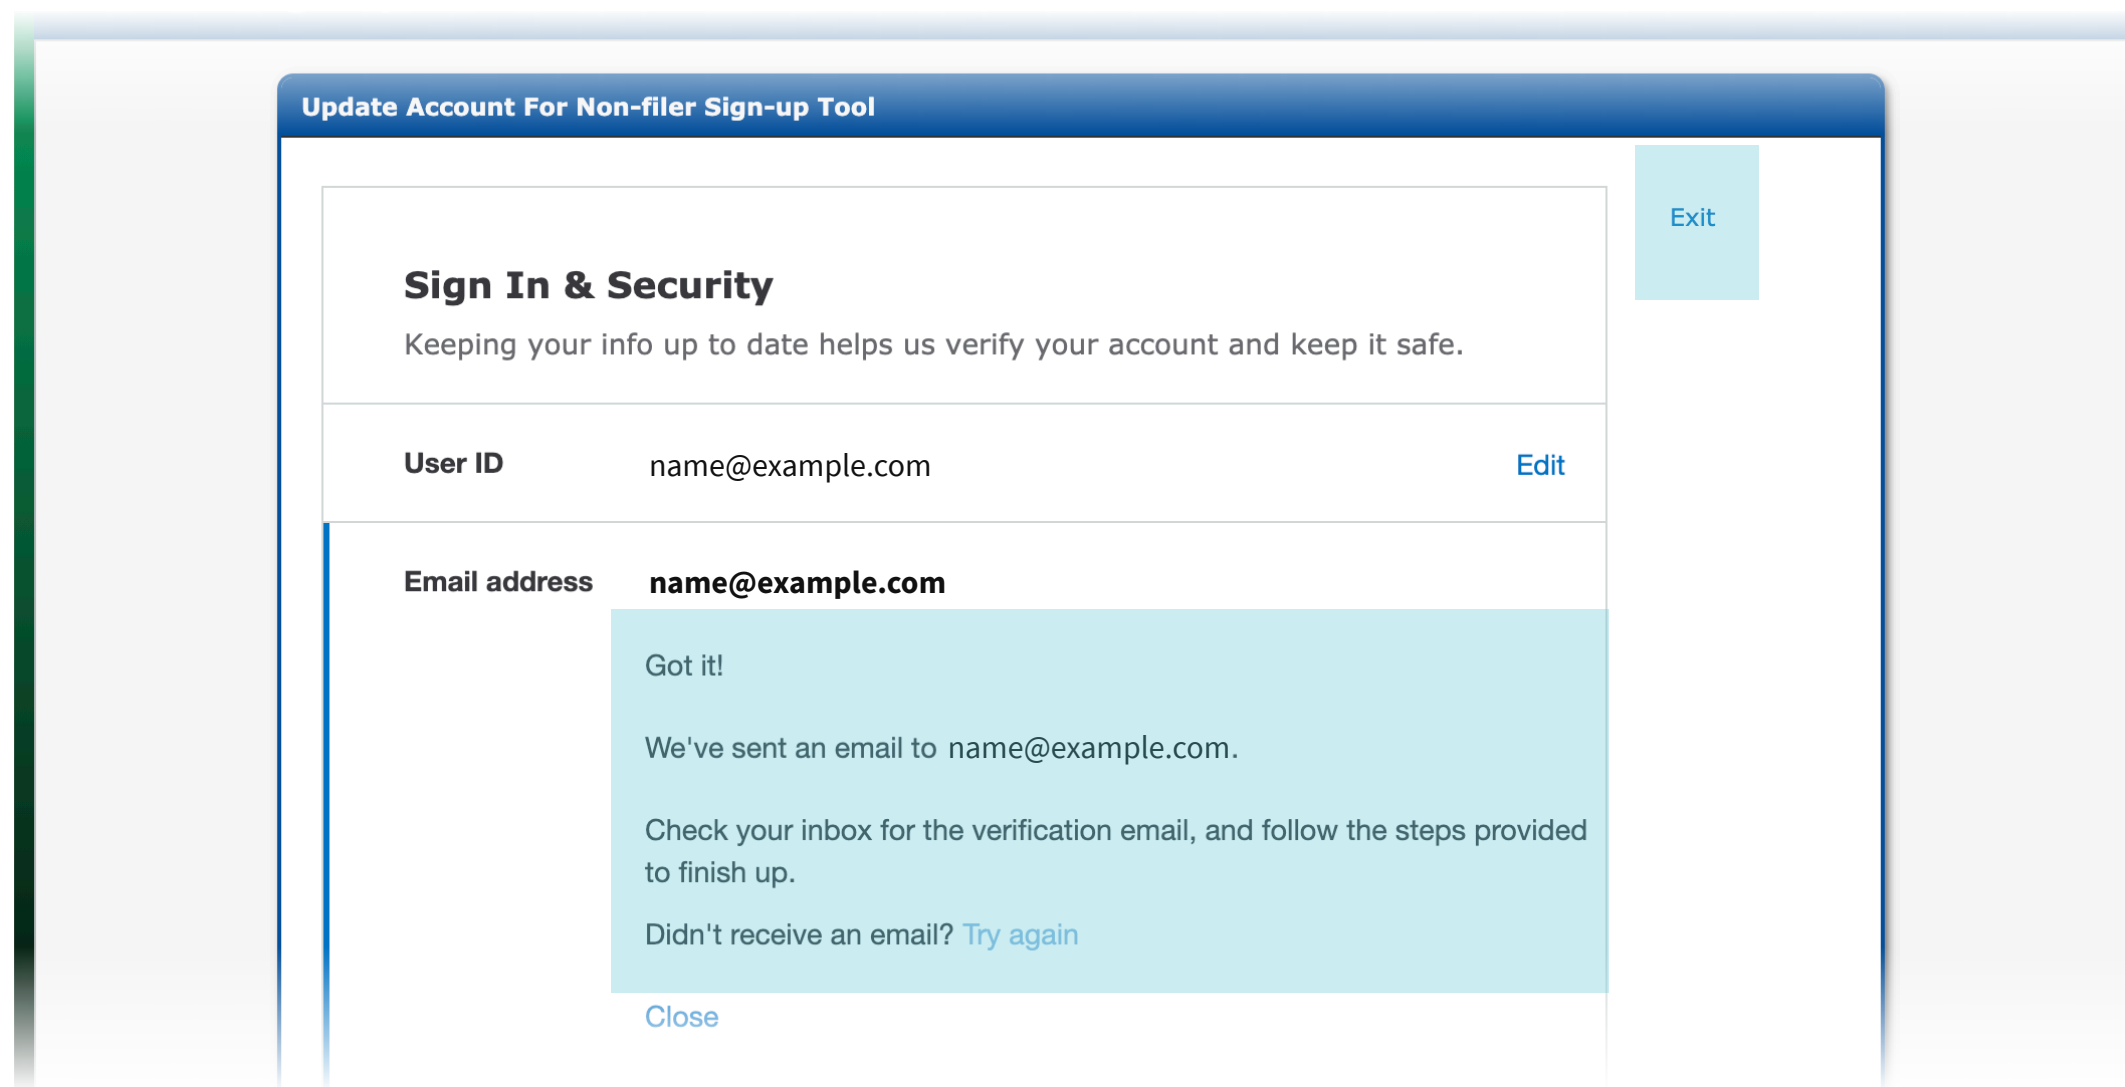 Update Account For Non-filer Sign-up Tool
Exit
Sign In & Security
Keeping your info up to date helps us verify your account and keep it safe.
User ID name@example.com Edit
Email address name@example.com
Got it!
We've sent an email to name@example.com.
Check your inbox for the verification email, and follow the steps provided
to finish up.
Didn't receive an email? Try again
Close